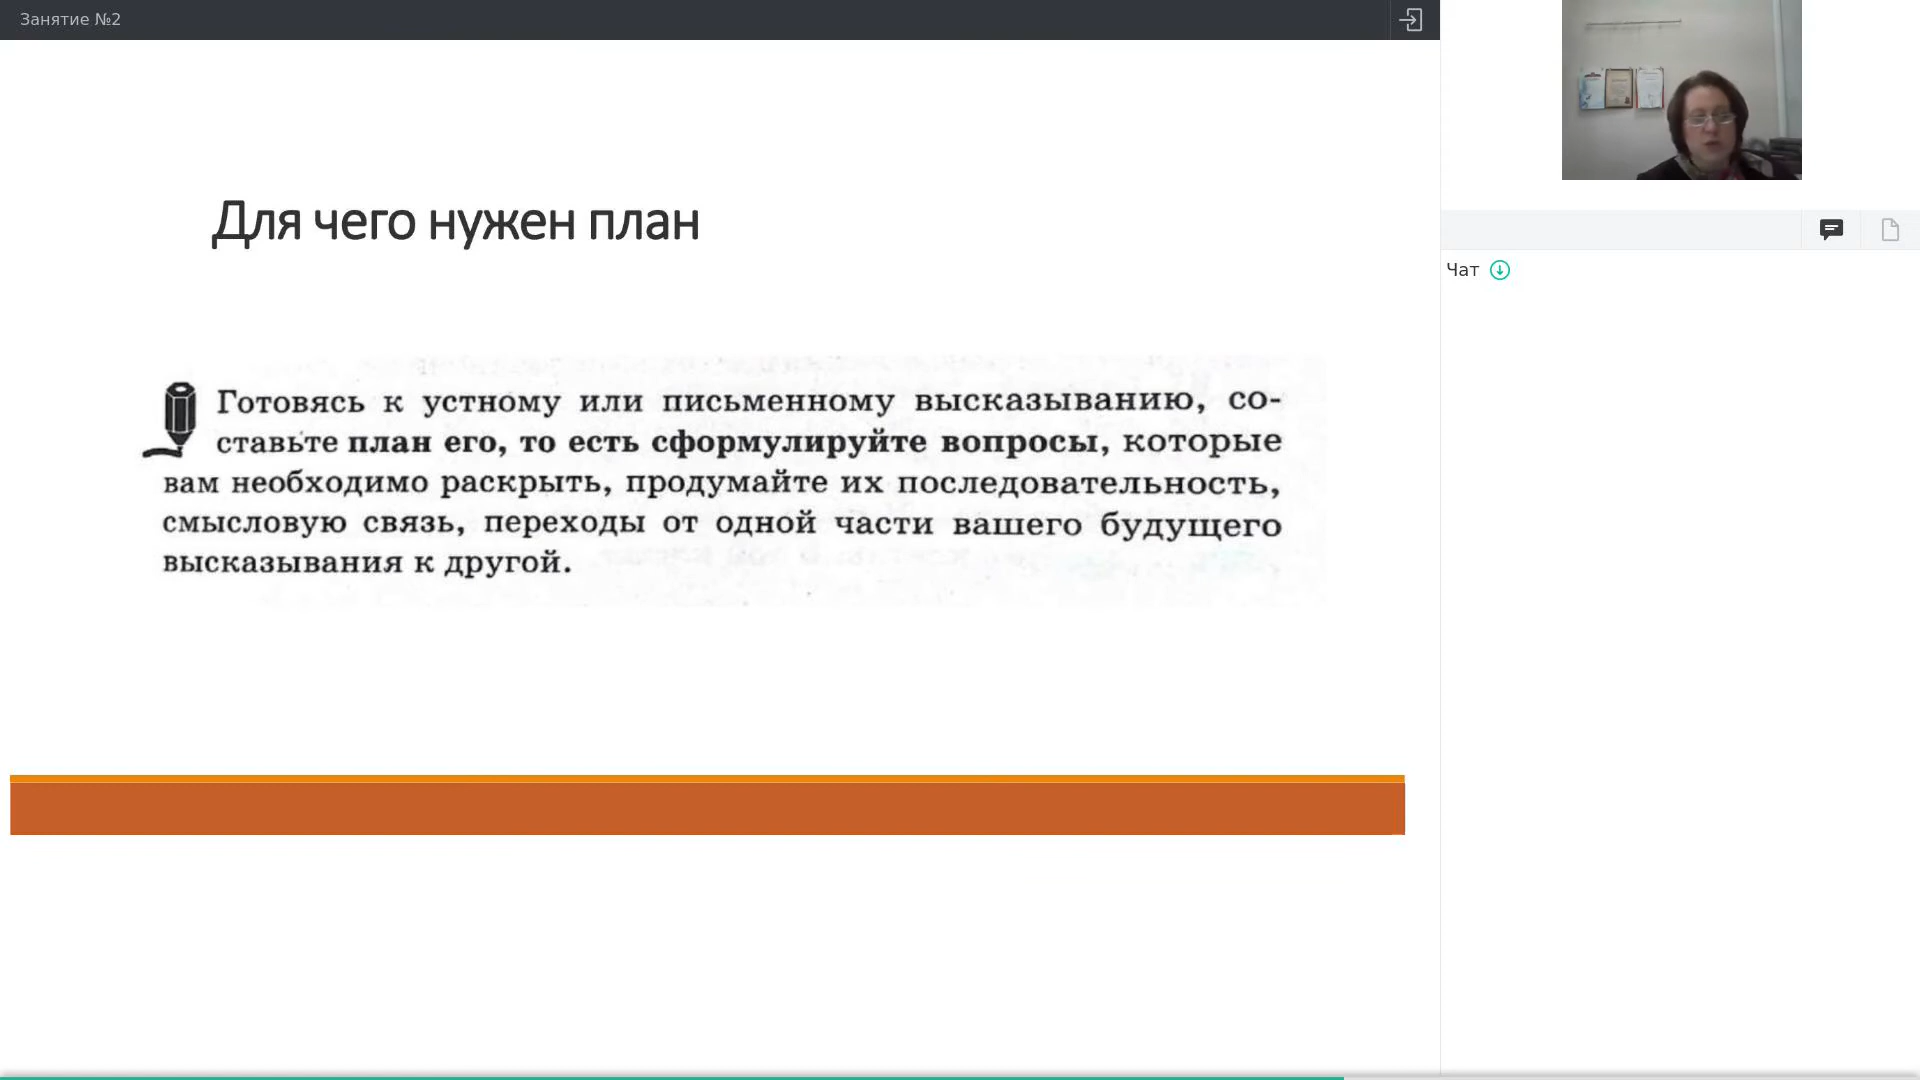 Занятие №2
Для чего нужен план
Готовясь к устному или письменному высказыванию, со-
ставьте план его, то есть сформулируйте вопросы, которые
вам необходимо раскрыть, продумайте их последовательность,
смысловую связь, переходы от одной части вашего будущего
высказывания к другой.
Чат